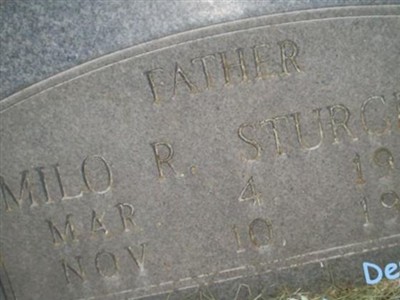 FATHER
MILO R. STURG
MAR 4 19
NOV 10, 19
De